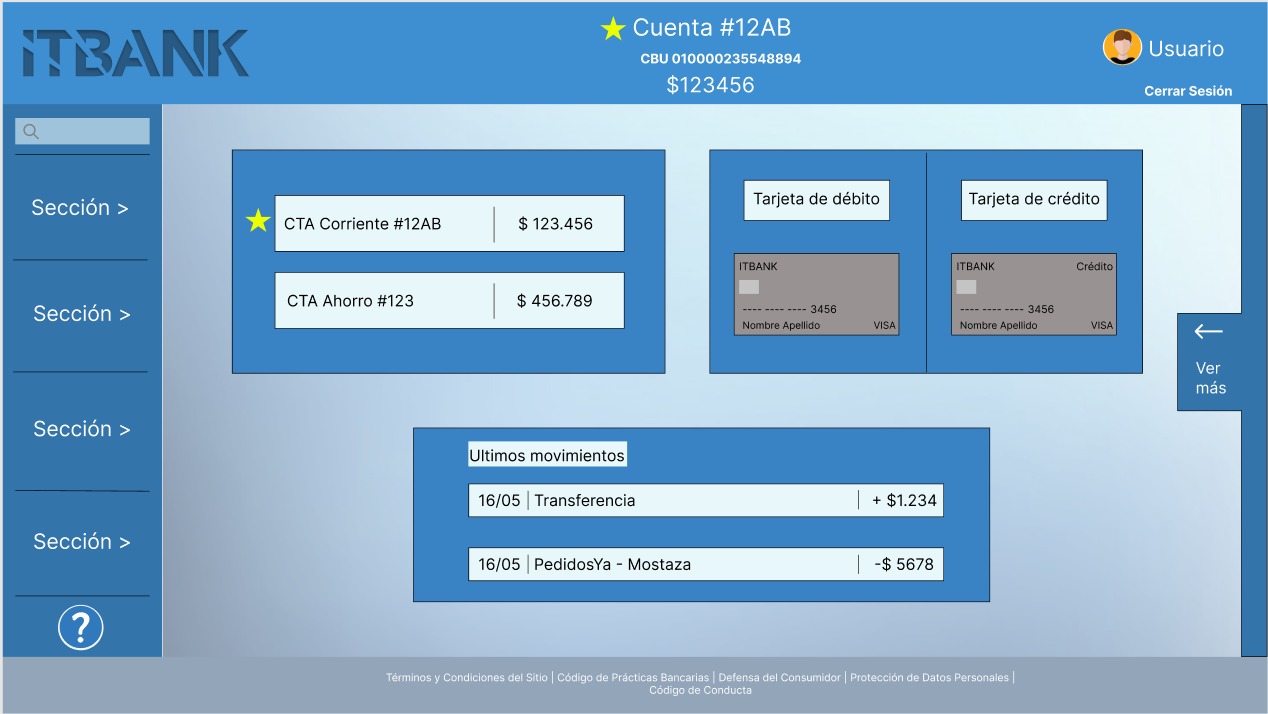 ITBANK
Cuenta #12AB
CBU 010000235548894
$123456
Usuario
Cerrar Sesión
Sección >
Sección >
Sección >
Sección >
?
CTA Corriente #12AB $ 123.456
CTA Ahorro #123 $ 456.789
Tarjeta de débito
ITBANK
---- ---- ---- 3456
Nombre Apellido VISA
Tarjeta de crédito
ITBANK Crédito
---- ---- ---- 3456
Nombre Apellido VISA
Ver
más
Ultimos movimientos
16/05 | Transferencia | + $1.234
16/05 | PedidosYa - Mostaza | -$ 5678
Términos y Condiciones del Sitio | Código de Prácticas Bancarias | Defensa del Consumidor | Protección de Datos Personales |
Código de Conducta